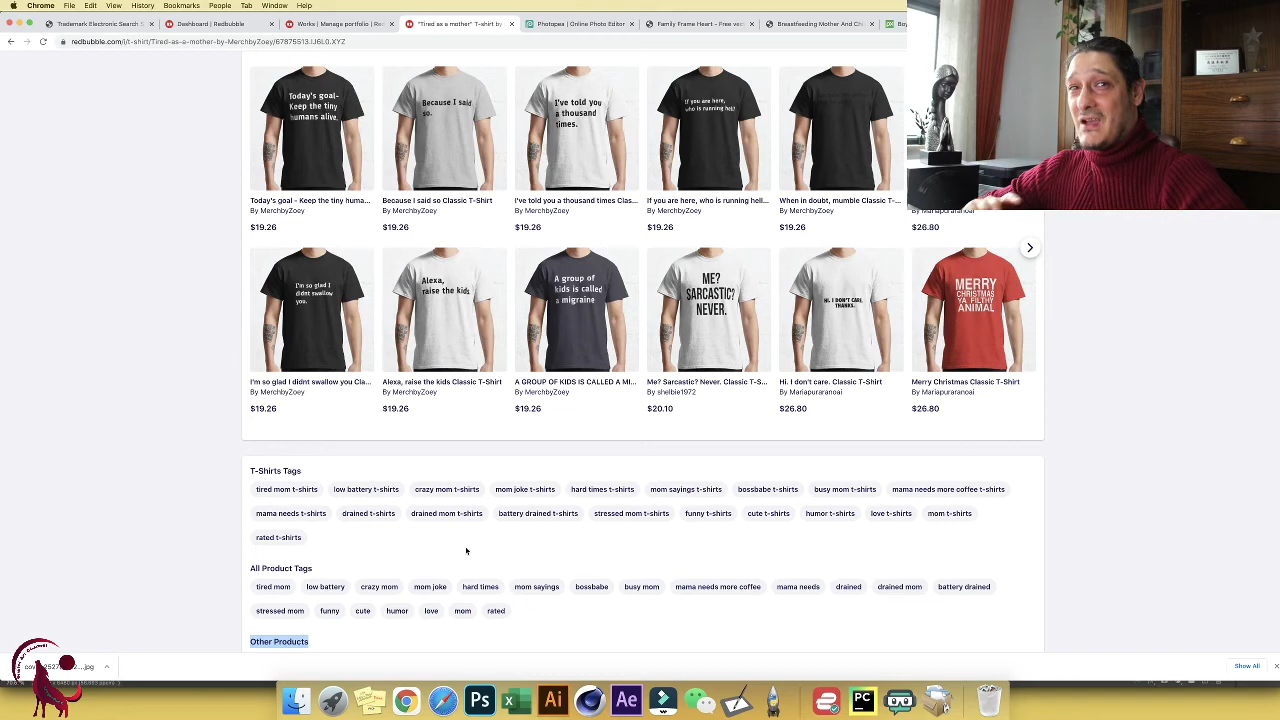 Chrome File Edit View History Bookmarks People Tab Window Help
Trademark Electronic Search S
Dashboard | Redbubble
Works | Manage portfolio | Re
"Tired as a mother" T-shirt by
Photopea | Online Photo Editor
Family Frame Heart - Free vec
Breastfeeding Mother And Chi
redbubble.com/i/t-shirt/Tired-as-a-mother-by-MerchbyZoey/67875513.IJ6L0.XYZ
Today's goal-
Keep the tiny
humans alive.
Because I said
so.
I've told you
a thousand
times.
If you are here,
who is running hell?
Today's goal - Keep the tiny huma...
Because I said so Classic T-Shirt
I've told you a thousand times Clas...
If you are here, who is running hell...
When in doubt, mumble Classic T-...
By MerchbyZoey
By MerchbyZoey
By MerchbyZoey
By MerchbyZoey
By MerchbyZoey
By Mariapuraranoai
$19.26
$19.26
$19.26
$19.26
$19.26
$26.80
I'm so glad I
didnt swallow
you.
Alexa,
raise the kids
A group of
kids is called
a migraine
ME?
SARCASTIC?
NEVER.
HI. I DON'T CARE.
THANKS.
MERRY
CHRISTMAS
YA FILTHY
ANIMAL
I'm so glad I didnt swallow you Cla...
Alexa, raise the kids Classic T-Shirt
A GROUP OF KIDS IS CALLED A MI...
Me? Sarcastic? Never. Classic T-S...
Hi. I don't care. Classic T-Shirt
Merry Christmas Classic T-Shirt
By MerchbyZoey
By MerchbyZoey
By MerchbyZoey
By shelbie1972
By Mariapuraranoai
By Mariapuraranoai
$19.26
$19.26
$19.26
$20.10
$26.80
$26.80
T-Shirts Tags
tired mom t-shirts low battery t-shirts crazy mom t-shirts mom joke t-shirts hard times t-shirts mom sayings t-shirts bossbabe t-shirts busy mom t-shirts mama needs more coffee t-shirts
mama needs t-shirts drained t-shirts drained mom t-shirts battery drained t-shirts stressed mom t-shirts funny t-shirts cute t-shirts humor t-shirts love t-shirts mom t-shirts
rated t-shirts
All Product Tags
tired mom low battery crazy mom mom joke hard times mom sayings bossbabe busy mom mama needs more coffee mama needs drained drained mom battery drained
stressed mom funny cute humor love mom rated
Other Products
Show All
Ps
Ai
Ae
PC